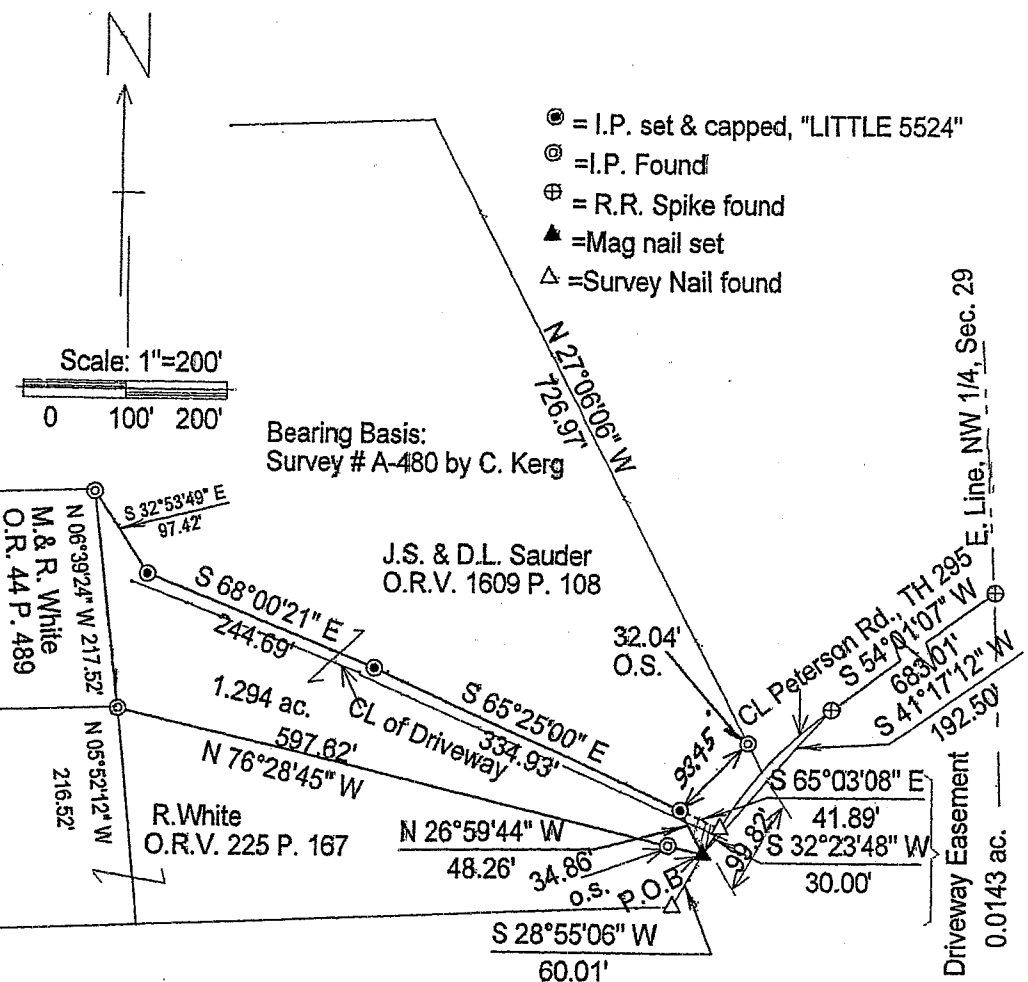 N
= I.P. set & capped, "LITTLE 5524"
=I.P. Found
= R.R. Spike found
=Mag nail set
=Survey Nail found
Scale: 1"=200'
0 100' 200'
Bearing Basis:
Survey # A-480 by C. Kerg
N 27°06'06" W
726.97'
E. Line, NW 1/4, Sec. 29
S 32°53'49" E
97.42'
N 06°39'24" W 217.52'
M.& R. White
O.R. 44 P. 489
J.S. & D.L. Sauder
O.R.V. 1609 P. 108
S 68°00'21" E
244.69'
32.04'
O.S.
CL Peterson Rd., TH 295
S 54°01'07" W
683.01'
S 41°17'12" W
192.50'
1.294 ac.
CL of Driveway
S 65°25'00" E
334.93'
93.45'
597.62'
N 76°28'45" W
N 05°52'12" W
216.52'
R.White
O.R.V. 225 P. 167
N 26°59'44" W
48.26'
34.86'
o.s.
P.O.B.
99.82'
S 65°03'08" E
41.89'
S 32°23'48" W
30.00'
Driveway Easement
0.0143 ac.
S 28°55'06" W
60.01'